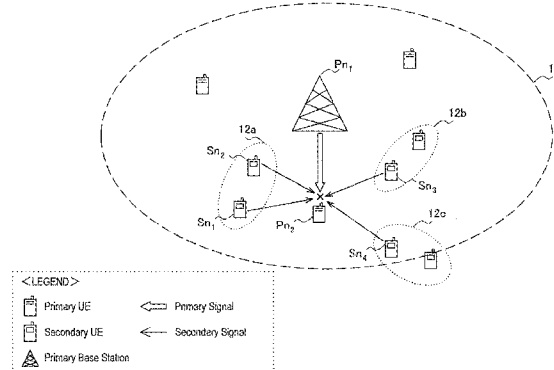 Pn1
1
12a
12b
Sn2
Sn3
12c
Sn1
Pn2
Sn4
<LEGEND>
Primary UE
Primary Signal
Secondary UE
Secondary Signal
Primary Base Station